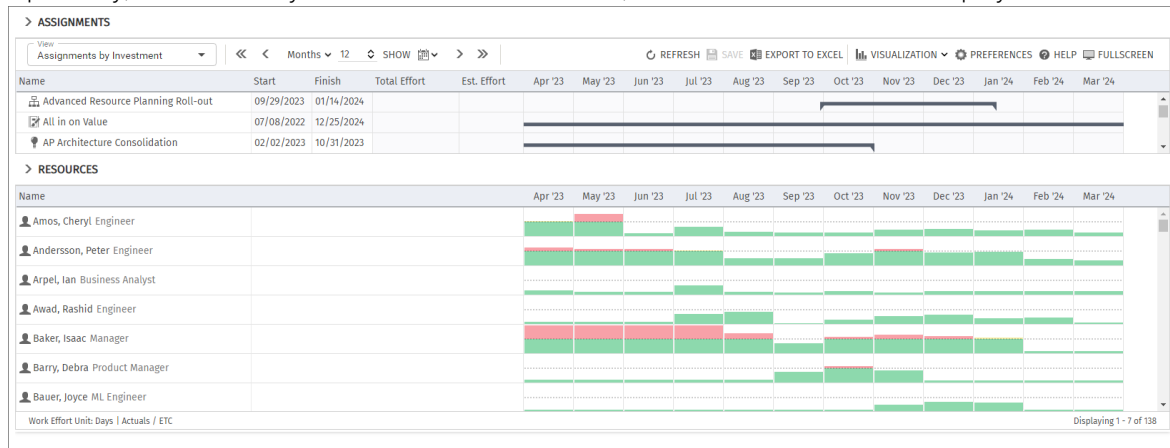 ASSIGNMENTS
View
Assignments by Investment
Months 12 SHOW REFRESH SAVE EXPORT TO EXCEL VISUALIZATION PREFERENCES HELP FULLSCREEN
Name Start Finish Total Effort Est. Effort Apr '23 May '23 Jun '23 Jul '23 Aug '23 Sep '23 Oct '23 Nov '23 Dec '23 Jan '24 Feb '24 Mar '24
Advanced Resource Planning Roll-out 09/29/2023 01/14/2024
All in on Value 07/08/2022 12/25/2024
AP Architecture Consolidation 02/02/2023 10/31/2023
RESOURCES
Name Apr '23 May '23 Jun '23 Jul '23 Aug '23 Sep '23 Oct '23 Nov '23 Dec '23 Jan '24 Feb '24 Mar '24
Amos, Cheryl Engineer
Andersson, Peter Engineer
Arpel, Ian Business Analyst
Awad, Rashid Engineer
Baker, Isaac Manager
Barry, Debra Product Manager
Bauer, Joyce ML Engineer
Work Effort Unit: Days | Actuals / ETC Displaying 1 - 7 of 138